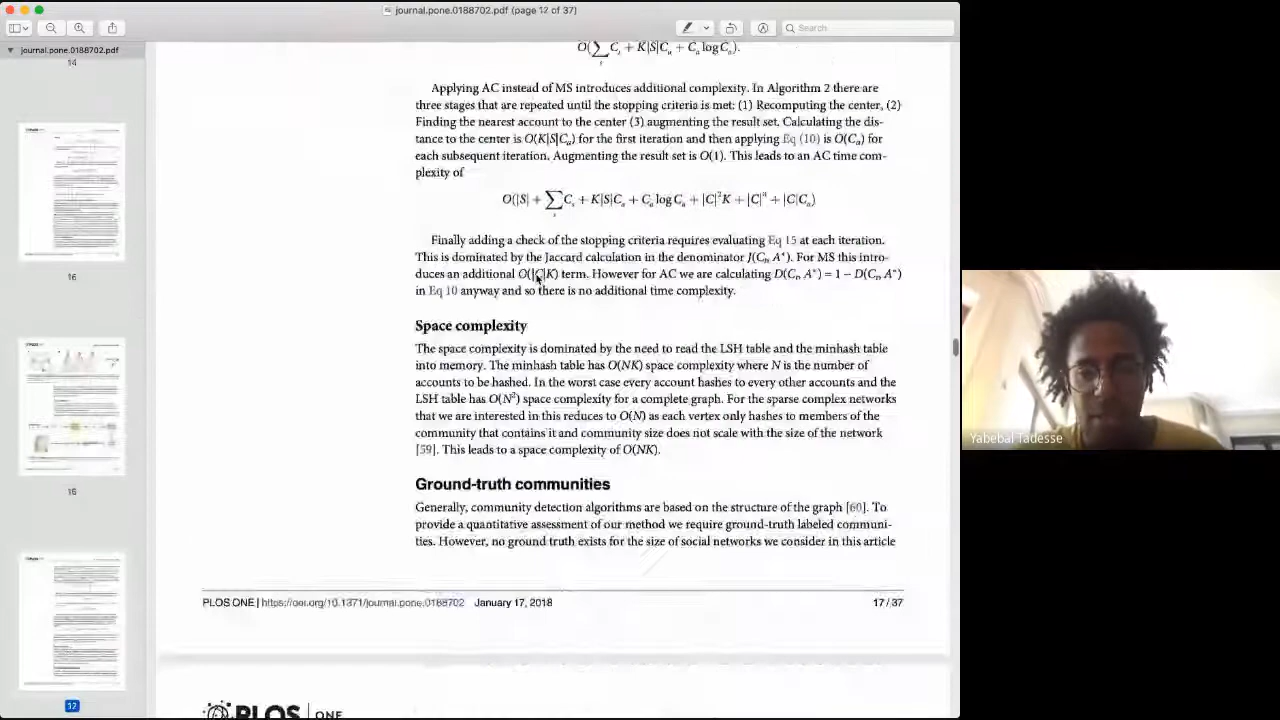 journal.pone.0188702.pdf (page 12 of 37)
Search
journal.pone.0188702.pdf
14
16
15
12
Applying AC instead of MS introduces additional complexity. In Algorithm 2 there are
three stages that are repeated until the stopping criteria is met: (1) Recomputing the center, (2)
Finding the nearest account to the center (3) augmenting the result set. Calculating the dis-
tance to the center is O(K|S|Cₐ) for the first iteration and then applying Eq (10) is O(Cₐ) for
each subsequent iteration. Augmenting the result set is O(1). This leads to an AC time com-
plexity of
Finally adding a check of the stopping criteria requires evaluating Eq 15 at each iteration.
This is dominated by the Jaccard calculation in the denominator J(Cᵢ, A*). For MS this intro-
duces an additional O(|C|K) term. However for AC we are calculating D(Cᵢ, A*) = 1 − D(Cᵢ, A*)
in Eq 10 anyway and so there is no additional time complexity.
Space complexity
The space complexity is dominated by the need to read the LSH table and the minhash table
into memory. The minhash table has O(NK) space complexity where N is the number of
accounts to be hashed. In the worst case every account hashes to every other accounts and the
LSH table has O(N²) space complexity for a complete graph. For the sparse complex networks
that we are interested in this reduces to O(N) as each vertex only hashes to members of the
community that contains it and community size does not scale with the size of the network
[59]. This leads to a space complexity of O(NK).
Ground-truth communities
Generally, community detection algorithms are based on the structure of the graph [60]. To
provide a quantitative assessment of our method we require ground-truth labeled communi-
ties. However, no ground truth exists for the size of social networks we consider in this article
PLOS ONE | https://doi.org/10.1371/journal.pone.0188702 January 17, 2018 17 / 37
PLOS | ONE
Yabebal Tadesse